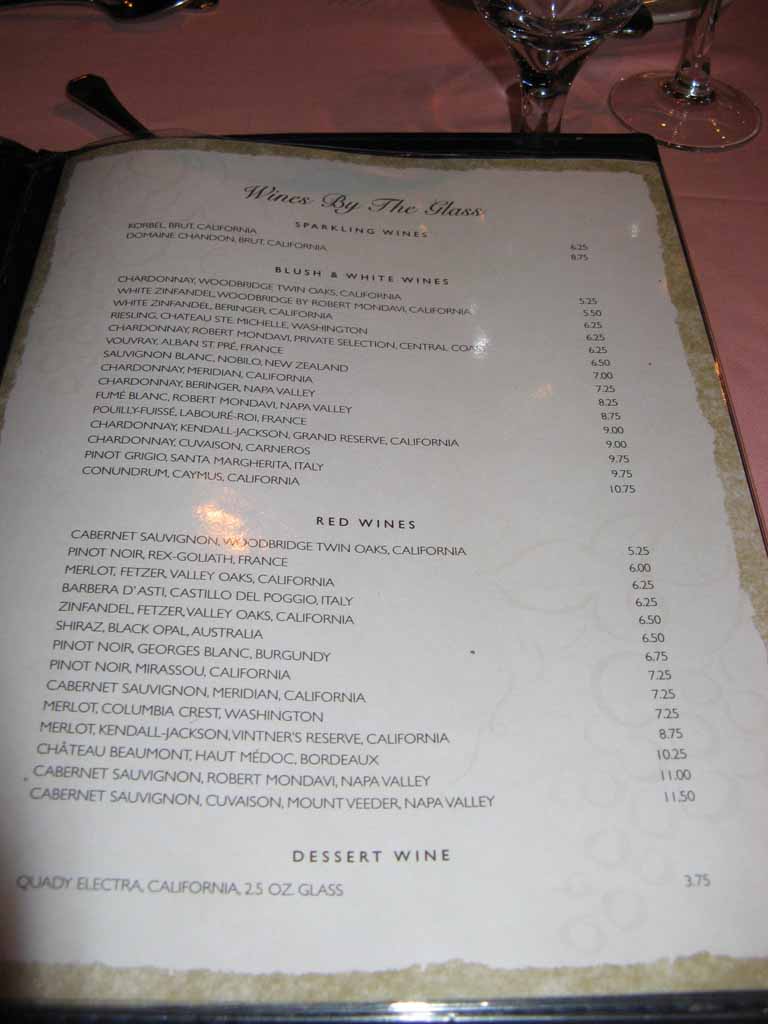 Wines By The Glass
SPARKLING WINES
KORBEL, BRUT, CALIFORNIA 6.25
DOMAINE CHANDON, BRUT, CALIFORNIA 8.75
BLUSH & WHITE WINES
CHARDONNAY, WOODBRIDGE TWIN OAKS, CALIFORNIA 5.25
WHITE ZINFANDEL, WOODBRIDGE BY ROBERT MONDAVI, CALIFORNIA 5.50
WHITE ZINFANDEL, BERINGER, CALIFORNIA 6.25
RIESLING, CHATEAU STE. MICHELLE, WASHINGTON 6.25
CHARDONNAY, ROBERT MONDAVI, PRIVATE SELECTION, CENTRAL COAST 6.25
VOUVRAY, ALBAN ST. PRÉ, FRANCE 6.50
SAUVIGNON BLANC, NOBILO, NEW ZEALAND 7.00
CHARDONNAY, MERIDIAN, CALIFORNIA 7.25
CHARDONNAY, BERINGER, NAPA VALLEY 8.25
FUMÉ BLANC, ROBERT MONDAVI, NAPA VALLEY 8.75
POUILLY-FUISSÉ, LABOURÉ-ROI, FRANCE 9.00
CHARDONNAY, KENDALL-JACKSON, GRAND RESERVE, CALIFORNIA 9.00
CHARDONNAY, CUVAISON, CARNEROS 9.75
PINOT GRIGIO, SANTA MARGHERITA, ITALY 9.75
CONUNDRUM, CAYMUS, CALIFORNIA 10.75
RED WINES
CABERNET SAUVIGNON, WOODBRIDGE TWIN OAKS, CALIFORNIA 5.25
PINOT NOIR, REX-GOLIATH, FRANCE 6.00
MERLOT, FETZER, VALLEY OAKS, CALIFORNIA 6.25
BARBERA D'ASTI, CASTILLO DEL POGGIO, ITALY 6.25
ZINFANDEL, FETZER, VALLEY OAKS, CALIFORNIA 6.50
SHIRAZ, BLACK OPAL, AUSTRALIA 6.50
PINOT NOIR, GEORGES BLANC, BURGUNDY 6.75
PINOT NOIR, MIRASSOU, CALIFORNIA 7.25
CABERNET SAUVIGNON, MERIDIAN, CALIFORNIA 7.25
MERLOT, COLUMBIA CREST, WASHINGTON 7.25
MERLOT, KENDALL-JACKSON, VINTNER'S RESERVE, CALIFORNIA 8.75
CHÂTEAU BEAUMONT, HAUT MÉDOC, BORDEAUX 10.25
CABERNET SAUVIGNON, ROBERT MONDAVI, NAPA VALLEY 11.00
CABERNET SAUVIGNON, CUVAISON, MOUNT VEEDER, NAPA VALLEY 11.50
DESSERT WINE
QUADY ELECTRA, CALIFORNIA, 2.5 OZ. GLASS 3.75